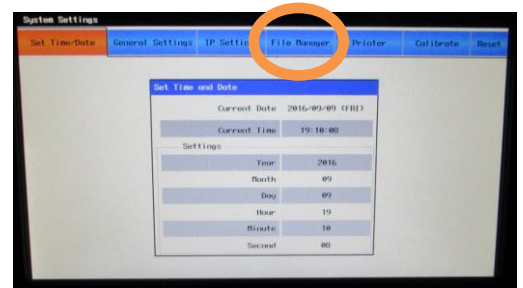 System Settings
Set Time/Date General Settings IP Setting File Manager Printer Calibrate Reset
Set Time and Date
Current Date 2016/09/09 (FRI)
Current Time 19:10:08
Settings
Year 2016
Month 09
Day 09
Hour 19
Minute 10
Second 08